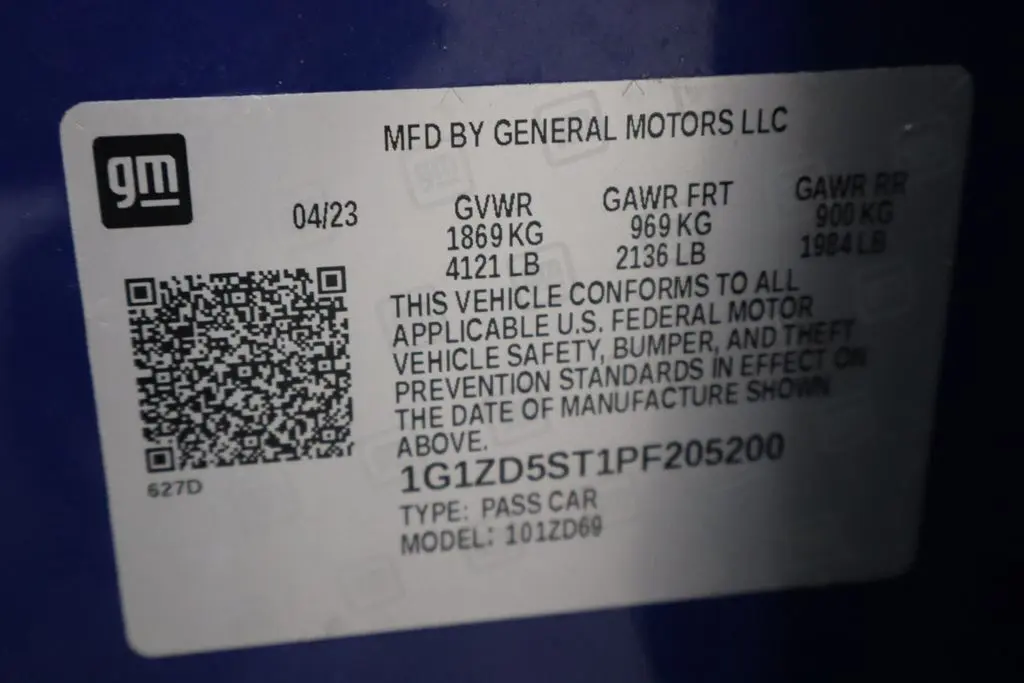 gm
MFD BY GENERAL MOTORS LLC
04/23
GVWR
1869 KG
4121 LB
GAWR FRT
969 KG
2136 LB
GAWR RR
900 KG
1984 LB
THIS VEHICLE CONFORMS TO ALL
APPLICABLE U.S. FEDERAL MOTOR
VEHICLE SAFETY, BUMPER, AND THEFT
PREVENTION STANDARDS IN EFFECT ON
THE DATE OF MANUFACTURE SHOWN
ABOVE.
1G1ZD5ST1PF205200
TYPE: PASS CAR
MODEL: 101ZD69
627D